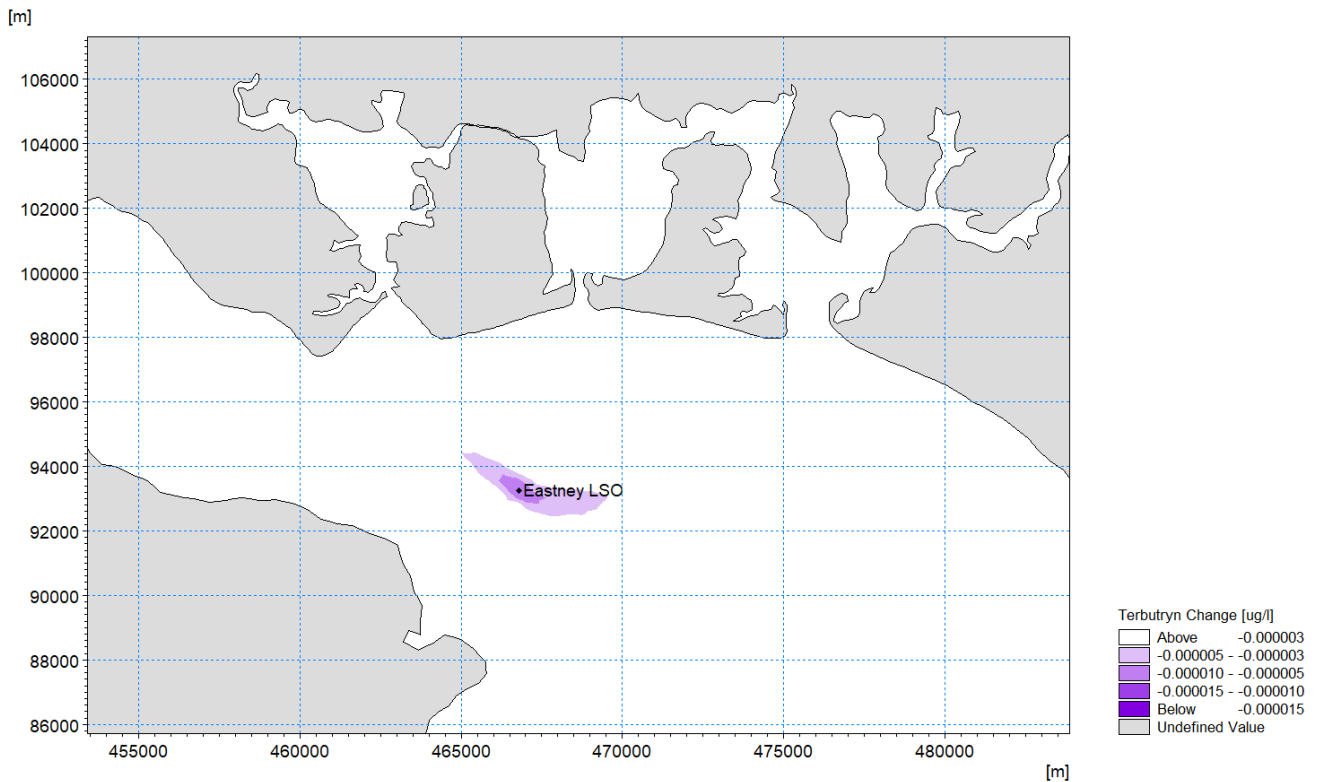 [m]
106000
104000
102000
100000
98000
96000
94000
92000
90000
88000
86000
Eastney LSO
455000 460000 465000 470000 475000 480000
[m]
Terbutryn Change [ug/l]
Above -0.000003
-0.000005 - -0.000003
-0.000010 - -0.000005
-0.000015 - -0.000010
Below -0.000015
Undefined Value